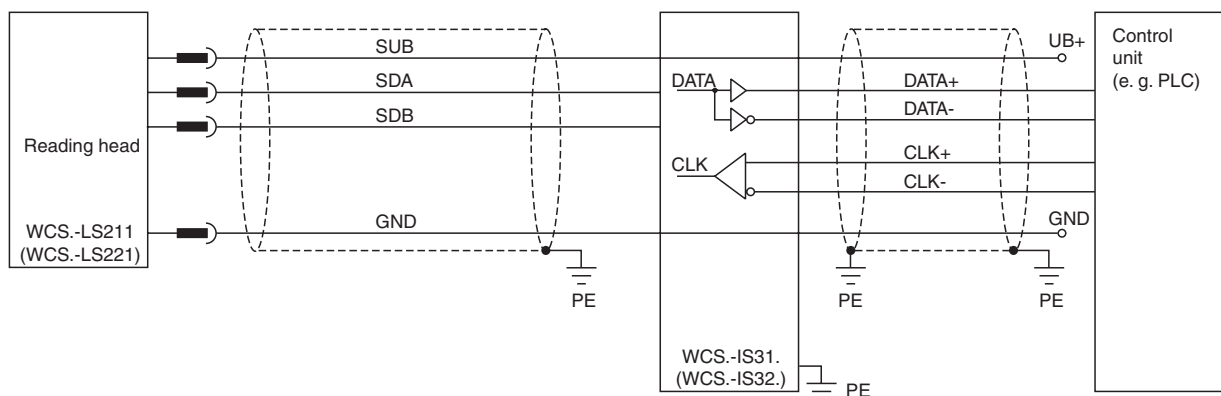 Reading head
WCS.-LS211
(WCS.-LS221)
SUB
SDA
SDB
GND
PE
DATA
CLK
WCS.-IS31.
(WCS.-IS32.)
PE
DATA+
DATA-
CLK+
CLK-
PE
PE
UB+
GND
Control
unit
(e. g. PLC)